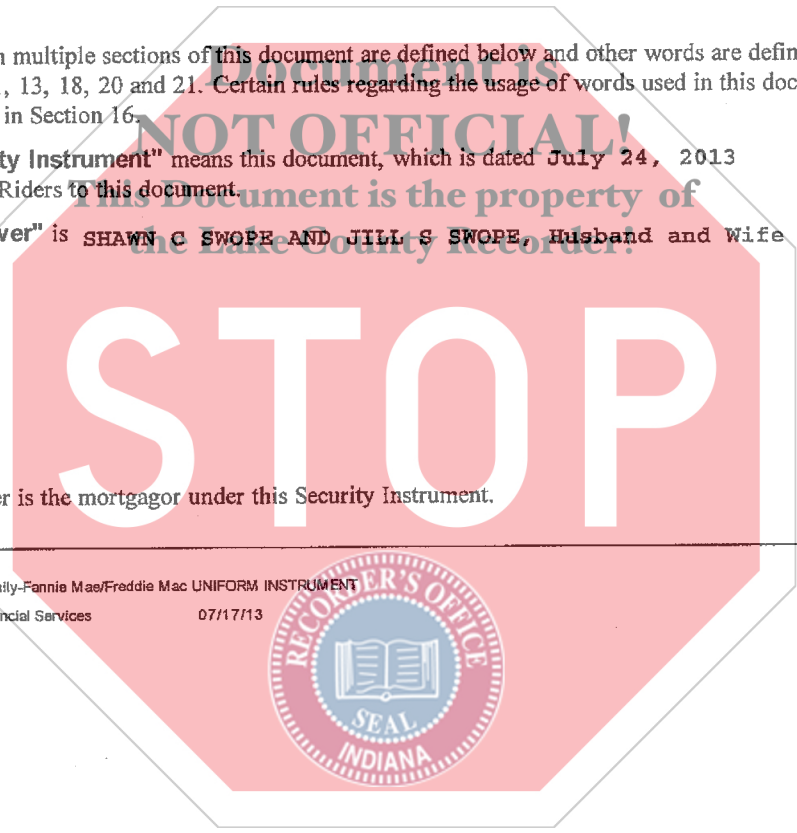 n multiple sections of this document are defined below and other words are defin
, 13, 18, 20 and 21. Certain rules regarding the usage of words used in this doc
in Section 16.
Document is
NOT OFFICIAL!
ty Instrument" means this document, which is dated July 24, 2013
Riders to this document.
This Document is the property of
the Lake County Recorder!
ver" is SHAWN C SWOPE AND JILL S SWOPE, Husband and Wife
STOP
er is the mortgagor under this Security Instrument.
ily-Fannie Mae/Freddie Mac UNIFORM INSTRUMENT
ncial Services 07/17/13
RECORDER'S OFFICE
SEAL
INDIANA